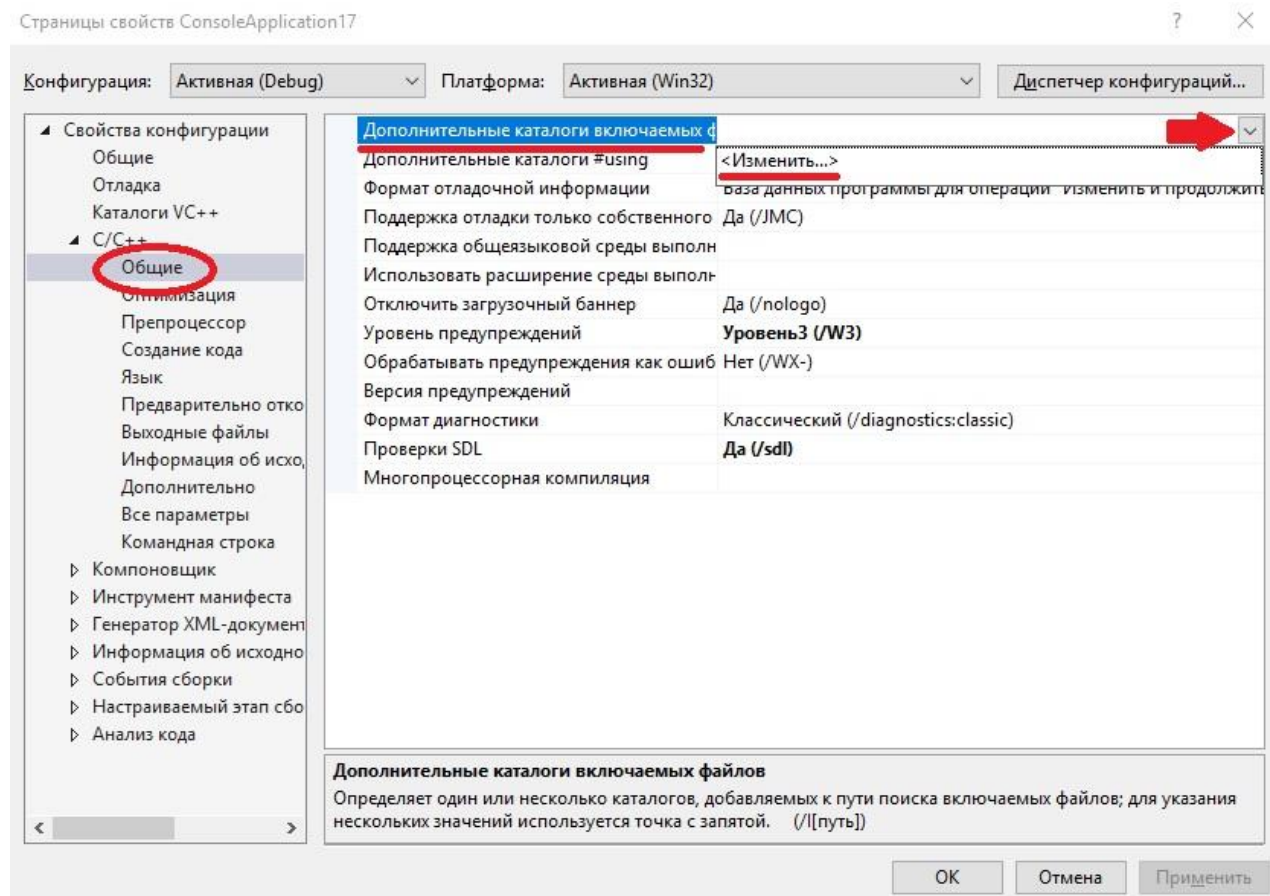 Страницы свойств ConsoleApplication17 ?
Конфигурация: Активная (Debug) Платформа: Активная (Win32) Диспетчер конфигураций...
Свойства конфигурации
Общие
Отладка
Каталоги VC++
C/C++
Общие
Оптимизация
Препроцессор
Создание кода
Язык
Предварительно отко
Выходные файлы
Информация об исхо
Дополнительно
Все параметры
Командная строка
Компоновщик
Инструмент манифеста
Генератор XML-документ
Информация об исходно
События сборки
Настраиваемый этап сбо
Анализ кода
Дополнительные каталоги включаемых ф
<Изменить...>
Дополнительные каталоги #using
Формат отладочной информации База данных программы для операции "Изменить и продолжить
Поддержка отладки только собственного Да (/JMC)
Поддержка общеязыковой среды выполн
Использовать расширение среды выполн
Отключить загрузочный баннер Да (/nologo)
Уровень предупреждений Уровень3 (/W3)
Обрабатывать предупреждения как ошиб Нет (/WX-)
Версия предупреждений
Формат диагностики Классический (/diagnostics:classic)
Проверки SDL Да (/sdl)
Многопроцессорная компиляция
Дополнительные каталоги включаемых файлов
Определяет один или несколько каталогов, добавляемых к пути поиска включаемых файлов; для указания
нескольких значений используется точка с запятой. (/I[путь])
ОК Отмена Применить